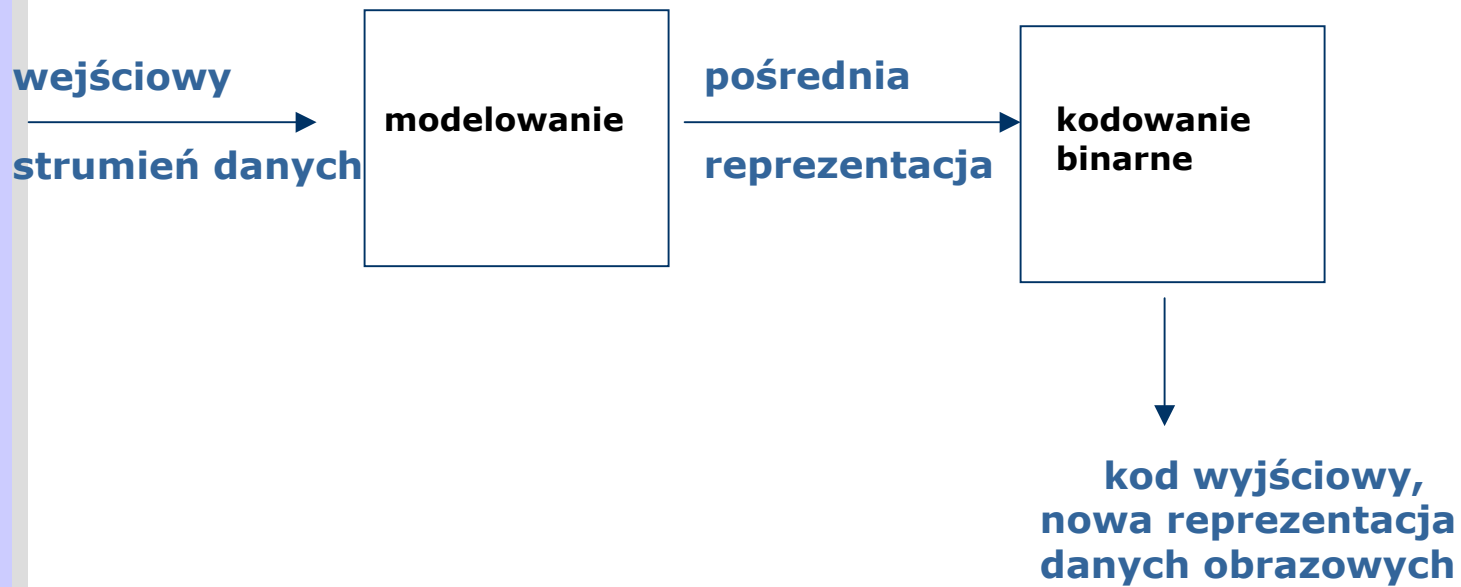 wejściowy
strumień danych
modelowanie
pośrednia
reprezentacja
kodowanie
binarne
kod wyjściowy,
nowa reprezentacja
danych obrazowych